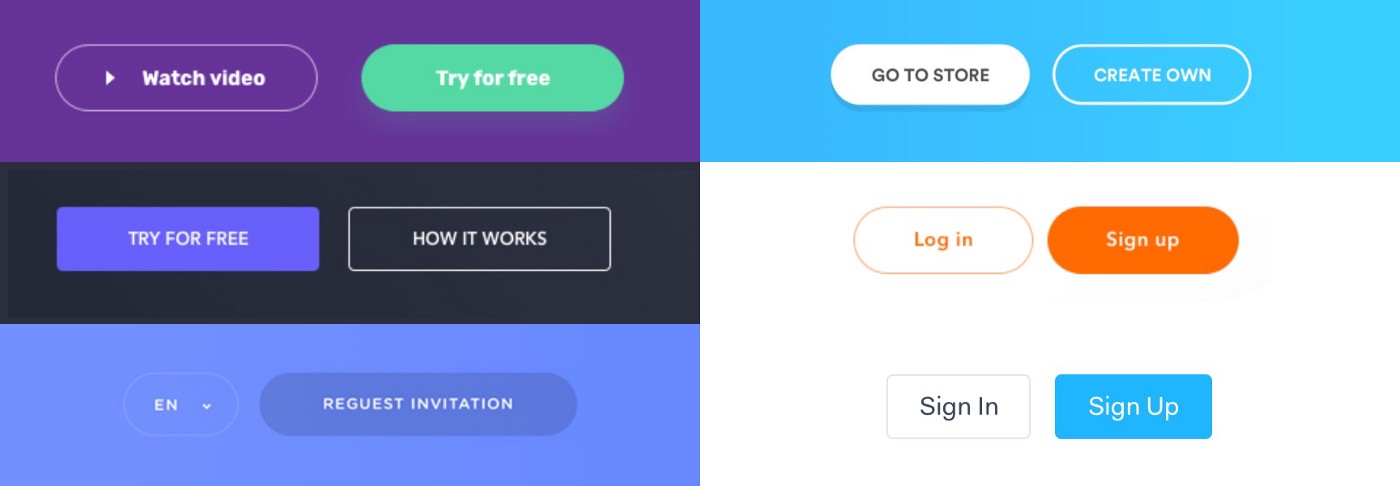 Watch video
Try for free
GO TO STORE
CREATE OWN
TRY FOR FREE
HOW IT WORKS
Log in
Sign up
EN
REGUEST INVITATION
Sign In
Sign Up